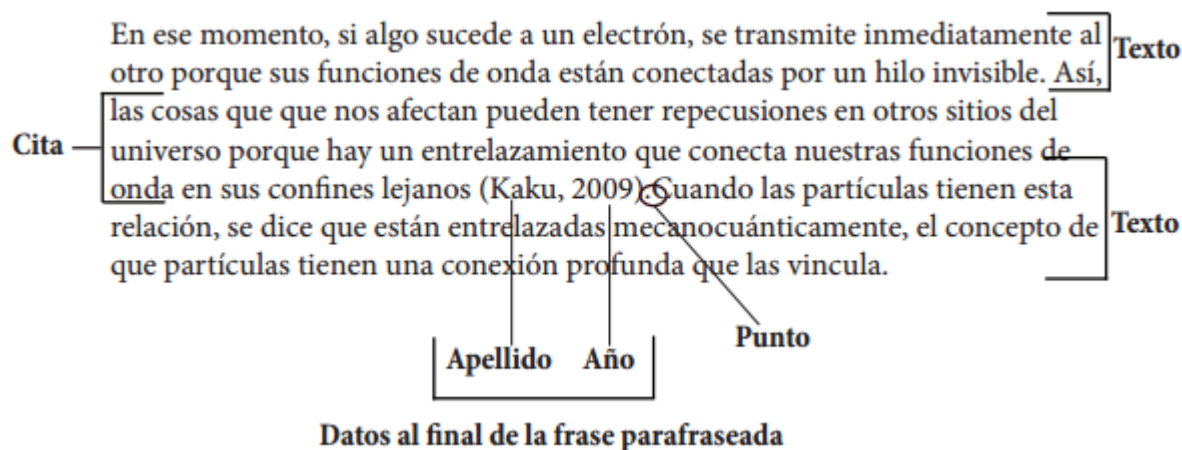 En ese momento, si algo sucede a un electrón, se transmite inmediatamente al
otro porque sus funciones de onda están conectadas por un hilo invisible. Así,
las cosas que que nos afectan pueden tener repecusiones en otros sitios del
universo porque hay un entrelazamiento que conecta nuestras funciones de
onda en sus confines lejanos (Kaku, 2009).Cuando las partículas tienen esta
relación, se dice que están entrelazadas mecanocuánticamente, el concepto de
que partículas tienen una conexión profunda que las vincula.
Texto
Cita
Texto
Punto
Apellido Año
Datos al final de la frase parafraseada